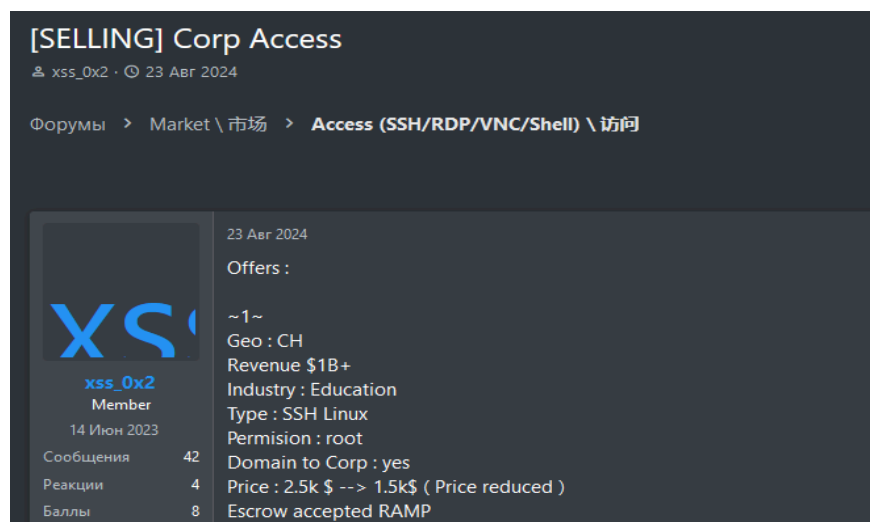 [SELLING] Corp Access
xss_0x2 · 23 Авг 2024
Форумы > Market \ 市场 > Access (SSH/RDP/VNC/Shell) \ 访问
23 Авг 2024
Offers :
~1~
Geo : CH
Revenue $1B+
Industry : Education
Type : SSH Linux
Permision : root
Domain to Corp : yes
Price : 2.5k $ --> 1.5k$ ( Price reduced )
Escrow accepted RAMP
xs
xss_0x2
Member
14 Июн 2023
Сообщения 42
Реакции 4
Баллы 8